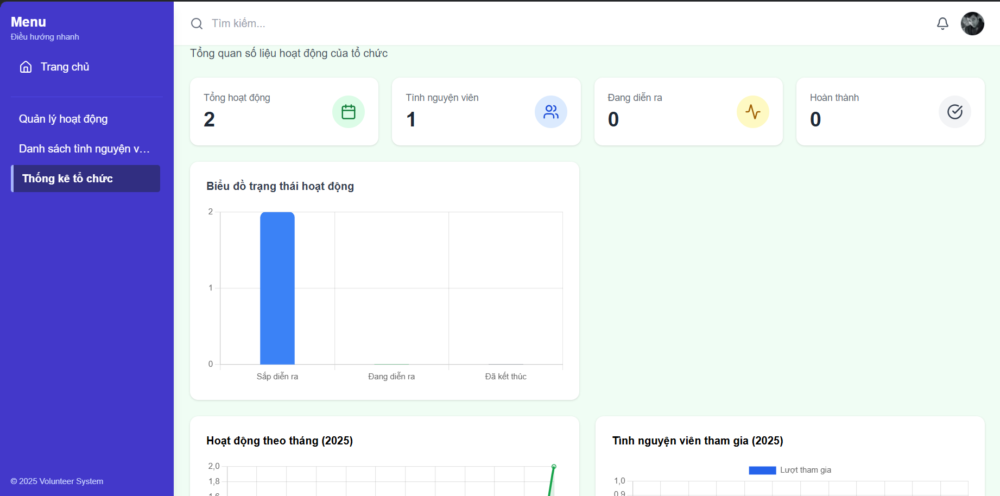 Menu
Điều hướng nhanh
Trang chủ
Quản lý hoạt động
Danh sách tình nguyện v...
Thống kê tổ chức
© 2025 Volunteer System
Tìm kiếm...
Tổng quan số liệu hoạt động của tổ chức
Tổng hoạt động
2
Tình nguyện viên
1
Đang diễn ra
0
Hoàn thành
0
Biểu đồ trạng thái hoạt động
2
1
0
Sắp diễn ra
Đang diễn ra
Đã kết thúc
Hoạt động theo tháng (2025)
2,0
1,8
1,6
Tình nguyện viên tham gia (2025)
Lượt tham gia
1,0
0,9